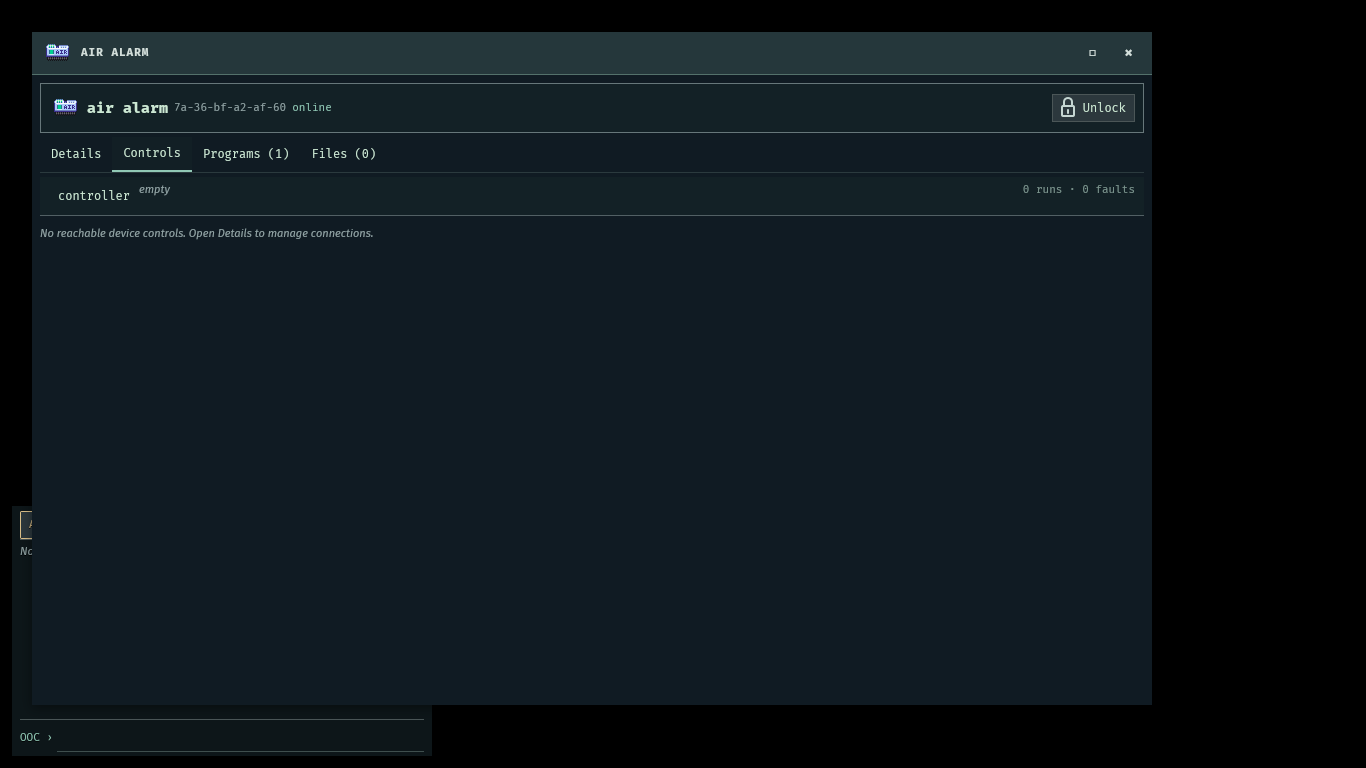 AIR ALARM
air alarm 7a-36-bf-a2-af-60 online
Unlock
Details Controls Programs (1) Files (0)
controller empty 0 runs · 0 faults
No reachable device controls. Open Details to manage connections.
OOC ›